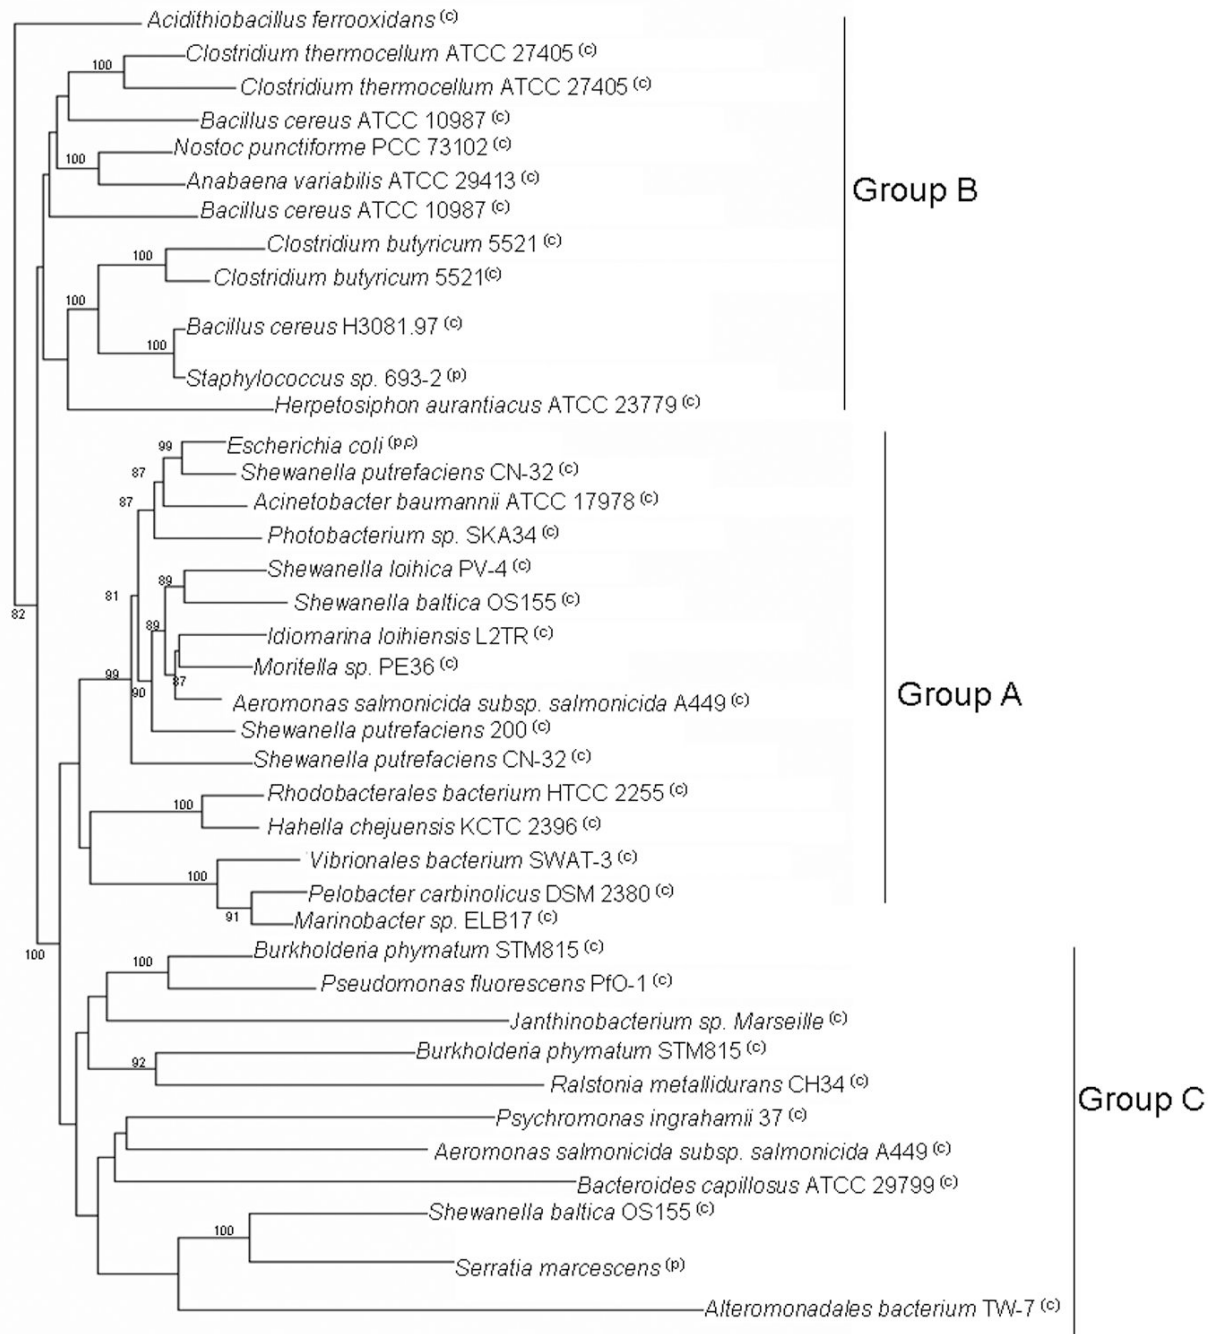 Acidithiobacillus ferrooxidans (c)
100
Clostridium thermocellum ATCC 27405 (c)
Clostridium thermocellum ATCC 27405 (c)
Bacillus cereus ATCC 10987 (c)
100
Nostoc punctiforme PCC 73102 (c)
Anabaena variabilis ATCC 29413 (c)
Group B
Bacillus cereus ATCC 10987 (c)
100
Clostridium butyricum 5521 (c)
Clostridium butyricum 5521(c)
100
100
Bacillus cereus H3081.97 (c)
Staphylococcus sp. 693-2 (p)
Herpetosiphon aurantiacus ATCC 23779 (c)
99
Escherichia coli (p,c)
87
Shewanella putrefaciens CN-32 (c)
87
Acinetobacter baumannii ATCC 17978 (c)
Photobacterium sp. SKA34 (c)
89
Shewanella loihica PV-4 (c)
81
Shewanella baltica OS155 (c)
82
89
Idiomarina loihiensis L2TR (c)
Moritella sp. PE36 (c)
99
87
90
Aeromonas salmonicida subsp. salmonicida A449 (c)
Group A
Shewanella putrefaciens 200 (c)
Shewanella putrefaciens CN-32 (c)
100
Rhodobacterales bacterium HTCC 2255 (c)
Hahella chejuensis KCTC 2396 (c)
Vibrionales bacterium SWAT-3 (c)
100
Pelobacter carbinolicus DSM 2380 (c)
91
Marinobacter sp. ELB17 (c)
100
Burkholderia phymatum STM815 (c)
100
Pseudomonas fluorescens PfO-1 (c)
Janthinobacterium sp. Marseille (c)
Burkholderia phymatum STM815 (c)
92
Ralstonia metallidurans CH34 (c)
Group C
Psychromonas ingrahamii 37 (c)
Aeromonas salmonicida subsp. salmonicida A449 (c)
Bacteroides capillosus ATCC 29799 (c)
Shewanella baltica OS155 (c)
100
Serratia marcescens (p)
Alteromonadales bacterium TW-7 (c)